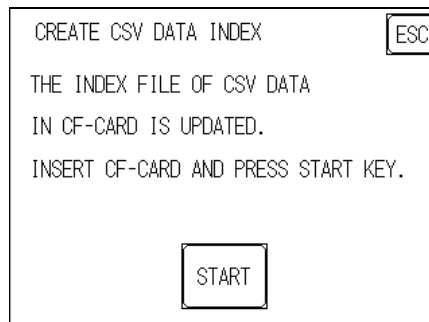 CREATE CSV DATA INDEX
ESC
THE INDEX FILE OF CSV DATA
IN CF-CARD IS UPDATED.
INSERT CF-CARD AND PRESS START KEY.
START